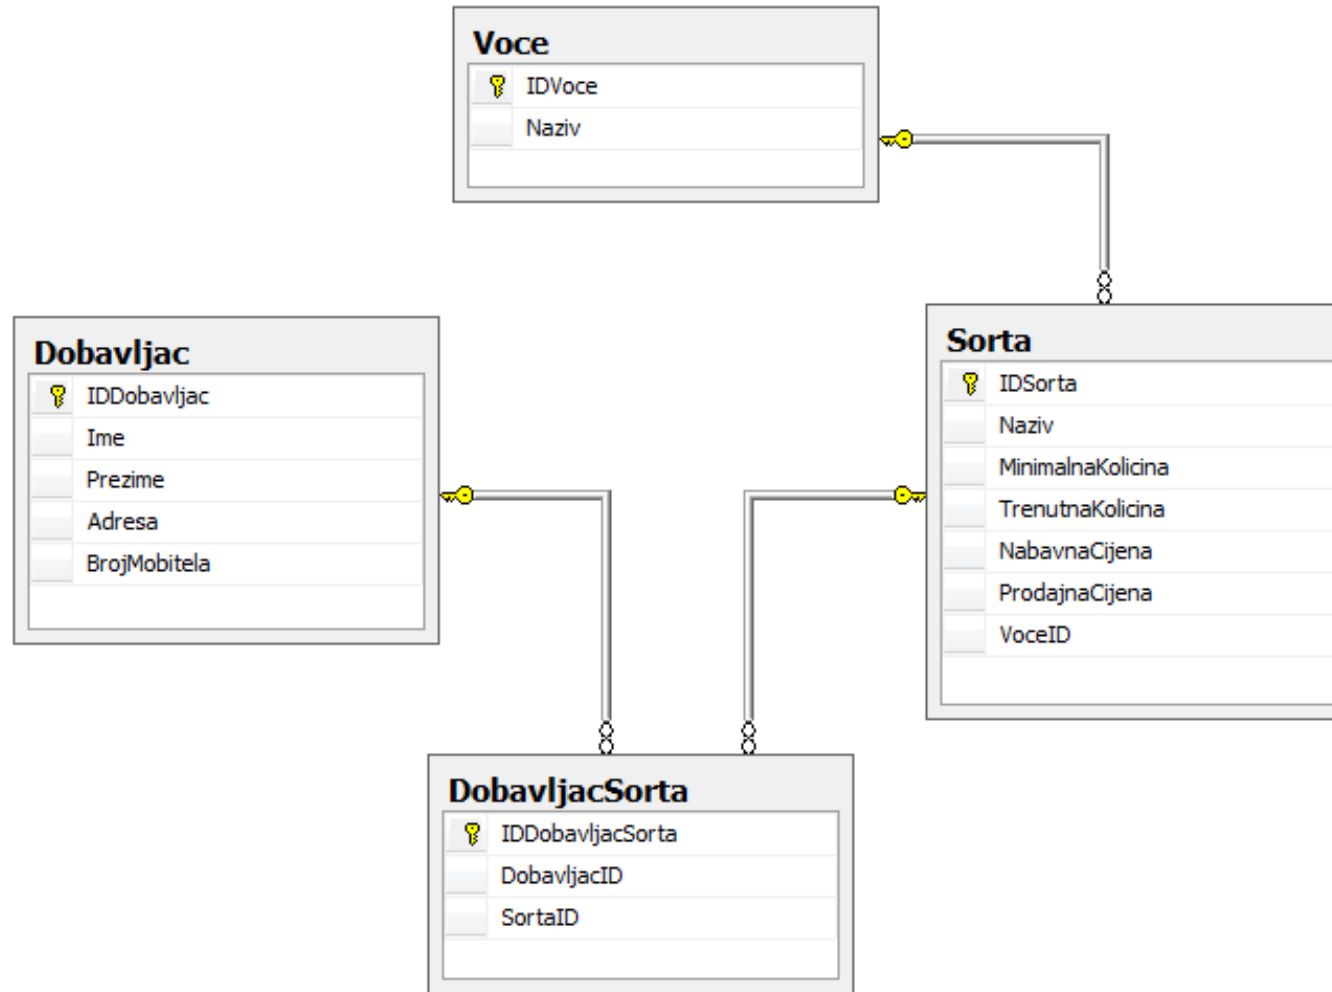 Voce
IDVoce
Naziv
Dobavljac
IDDobavljac
Ime
Prezime
Adresa
BrojMobitela
Sorta
IDSorta
Naziv
MinimalnaKolicina
TrenutnaKolicina
NabavnaCijena
ProdajnaCijena
VoceID
DobavljacSorta
IDDobavljacSorta
DobavljacID
SortaID